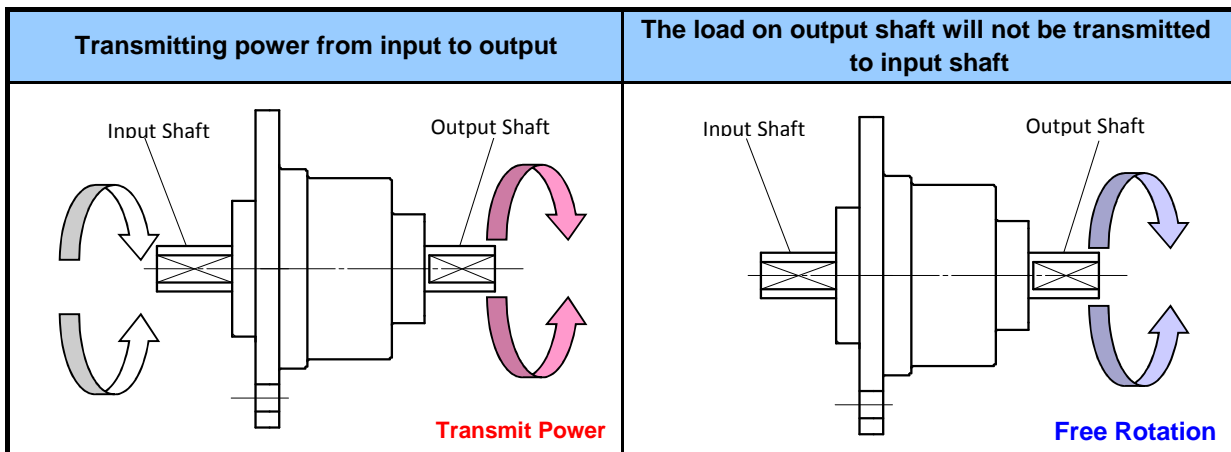 Transmitting power from input to output
The load on output shaft will not be transmitted
to input shaft
Input Shaft
Output Shaft
Transmit Power
Input Shaft
Output Shaft
Free Rotation